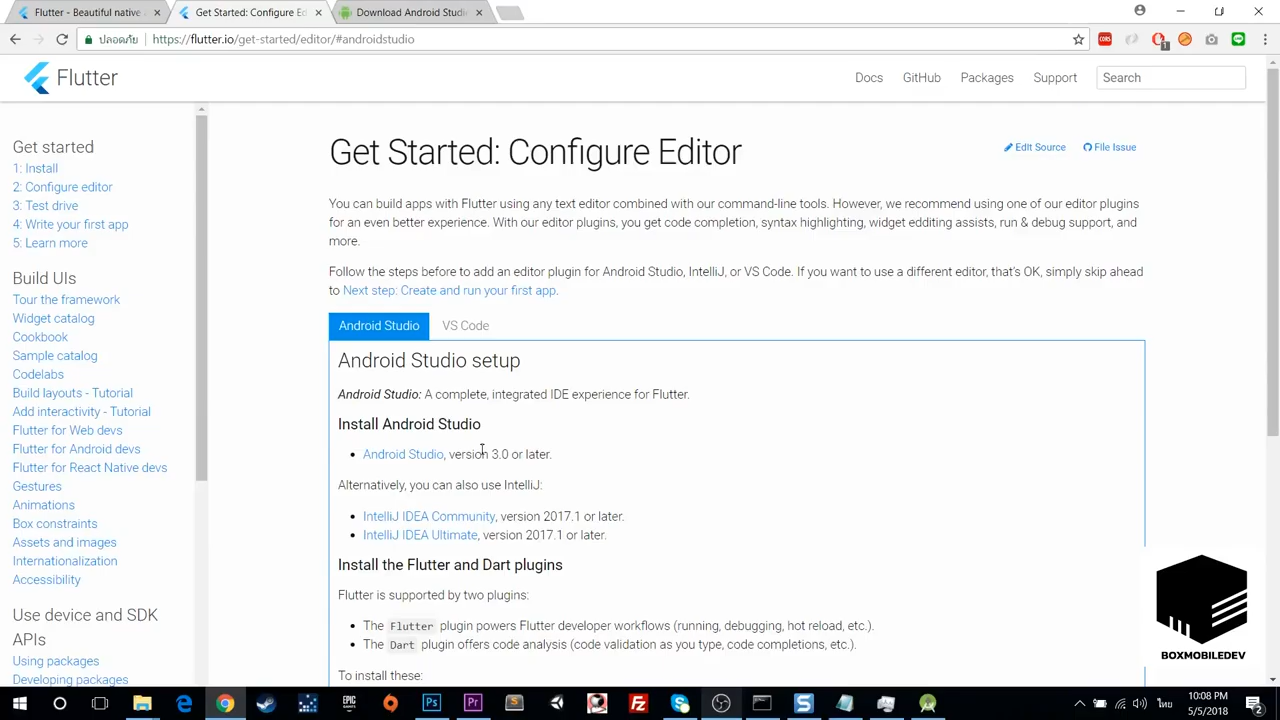 Flutter - Beautiful native
Get Started: Configure Ed
Download Android Studi
ปลอดภัย
https://flutter.io/get-started/editor/#androidstudio
CORS
1
Flutter
Docs
GitHub
Packages
Support
Search
Get started
1: Install
2: Configure editor
3: Test drive
4: Write your first app
5: Learn more
Build UIs
Tour the framework
Widget catalog
Cookbook
Sample catalog
Codelabs
Build layouts - Tutorial
Add interactivity - Tutorial
Flutter for Web devs
Flutter for Android devs
Flutter for React Native devs
Gestures
Animations
Box constraints
Assets and images
Internationalization
Accessibility
Use device and SDK
APIs
Using packages
Developing packages
Get Started: Configure Editor
Edit Source
File Issue
You can build apps with Flutter using any text editor combined with our command-line tools. However, we recommend using one of our editor plugins
for an even better experience. With our editor plugins, you get code completion, syntax highlighting, widget edditing assists, run & debug support, and
more.
Follow the steps before to add an editor plugin for Android Studio, IntelliJ, or VS Code. If you want to use a different editor, that's OK, simply skip ahead
to Next step: Create and run your first app.
Android Studio
VS Code
Android Studio setup
Android Studio: A complete, integrated IDE experience for Flutter.
Install Android Studio
• Android Studio, version 3.0 or later.
Alternatively, you can also use IntelliJ:
• IntelliJ IDEA Community, version 2017.1 or later.
• IntelliJ IDEA Ultimate, version 2017.1 or later.
Install the Flutter and Dart plugins
Flutter is supported by two plugins:
• The Flutter plugin powers Flutter developer workflows (running, debugging, hot reload, etc.).
• The Dart plugin offers code analysis (code validation as you type, code completions, etc.).
To install these:
BOXMOBILEDEV
EPIC
GAMES
Ps
Pr
S
Fz
ไทย
10:08 PM
5/5/2018
2